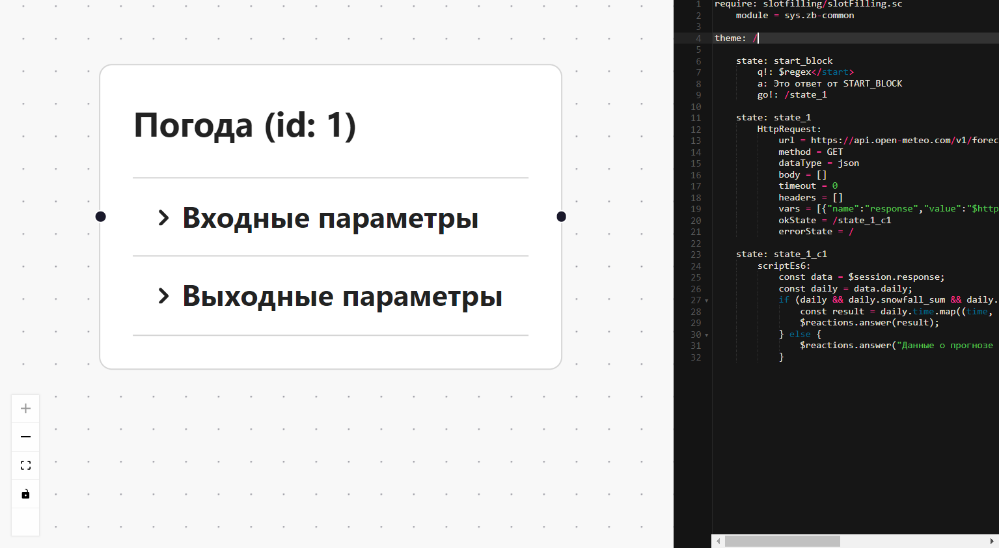 Погода (id: 1)
Входные параметры
Выходные параметры
1 require: slotfilling/slotFilling.sc
2 module = sys.zb-common
3
4 theme: /
5
6 state: start_block
7 q!: $regex</start>
8 a: Это ответ от START_BLOCK
9 go!: /state_1
10
11 state: state_1
12 HttpRequest:
13 url = https://api.open-meteo.com/v1/forec
14 method = GET
15 dataType = json
16 body = []
17 timeout = 0
18 headers = []
19 vars = [{"name":"response","value":"$http
20 okState = /state_1_c1
21 errorState = /
22
23 state: state_1_c1
24 scriptEs6:
25 const data = $session.response;
26 const daily = data.daily;
27 if (daily && daily.snowfall_sum && daily.
28 const result = daily.time.map((time,
29 $reactions.answer(result);
30 } else {
31 $reactions.answer("Данные о прогнозе
32 }